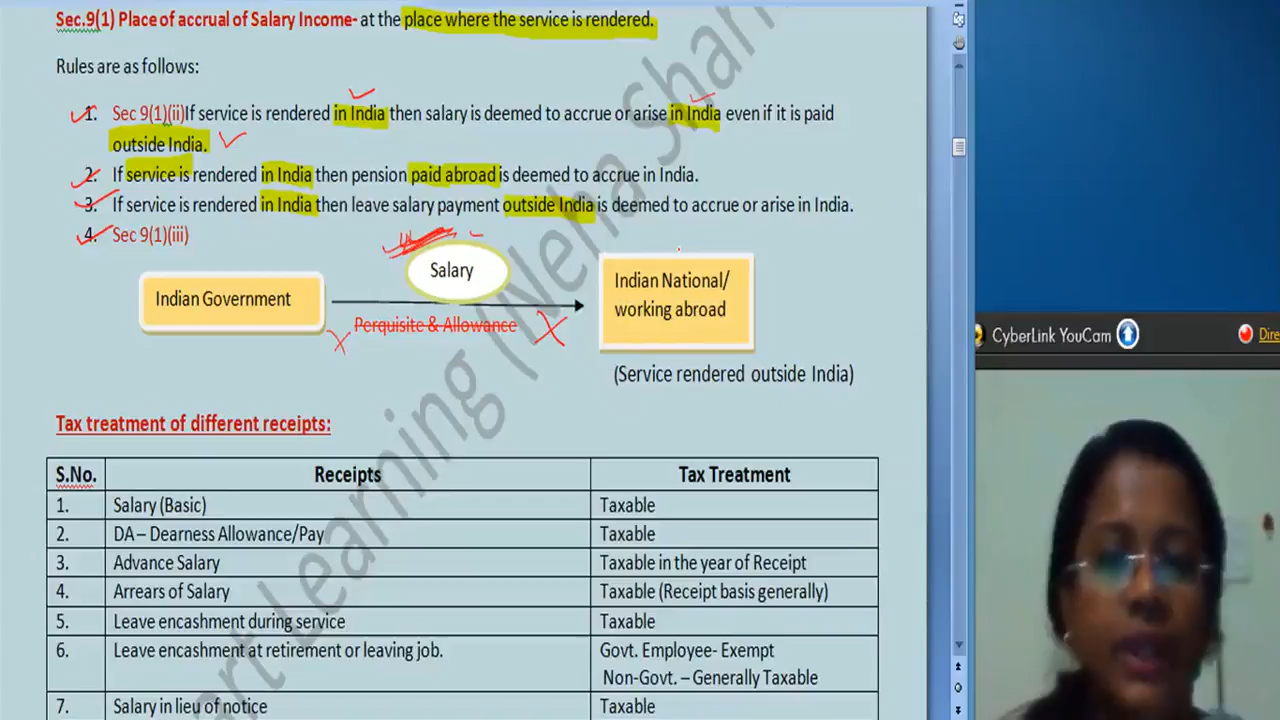 Sec.9(1) Place of accrual of Salary Income- at the place where the service is rendered.
Rules are as follows:
1. Sec 9(1)(ii)If service is rendered in India then salary is deemed to accrue or arise in India even if it is paid
outside India.
2. If service is rendered in India then pension paid abroad is deemed to accrue in India.
3. If service is rendered in India then leave salary payment outside India is deemed to accrue or arise in India.
4. Sec 9(1)(iii)
Salary
Indian Government
Indian National/
working abroad
Perquisite & Allowance
(Service rendered outside India)
Tax treatment of different receipts:
S.No. Receipts Tax Treatment
1. Salary (Basic) Taxable
2. DA – Dearness Allowance/Pay Taxable
3. Advance Salary Taxable in the year of Receipt
4. Arrears of Salary Taxable (Receipt basis generally)
5. Leave encashment during service Taxable
6. Leave encashment at retirement or leaving job. Govt. Employee- Exempt
Non-Govt. – Generally Taxable
7. Salary in lieu of notice Taxable
art Learning (Neha Shar
CyberLink YouCam
Dire